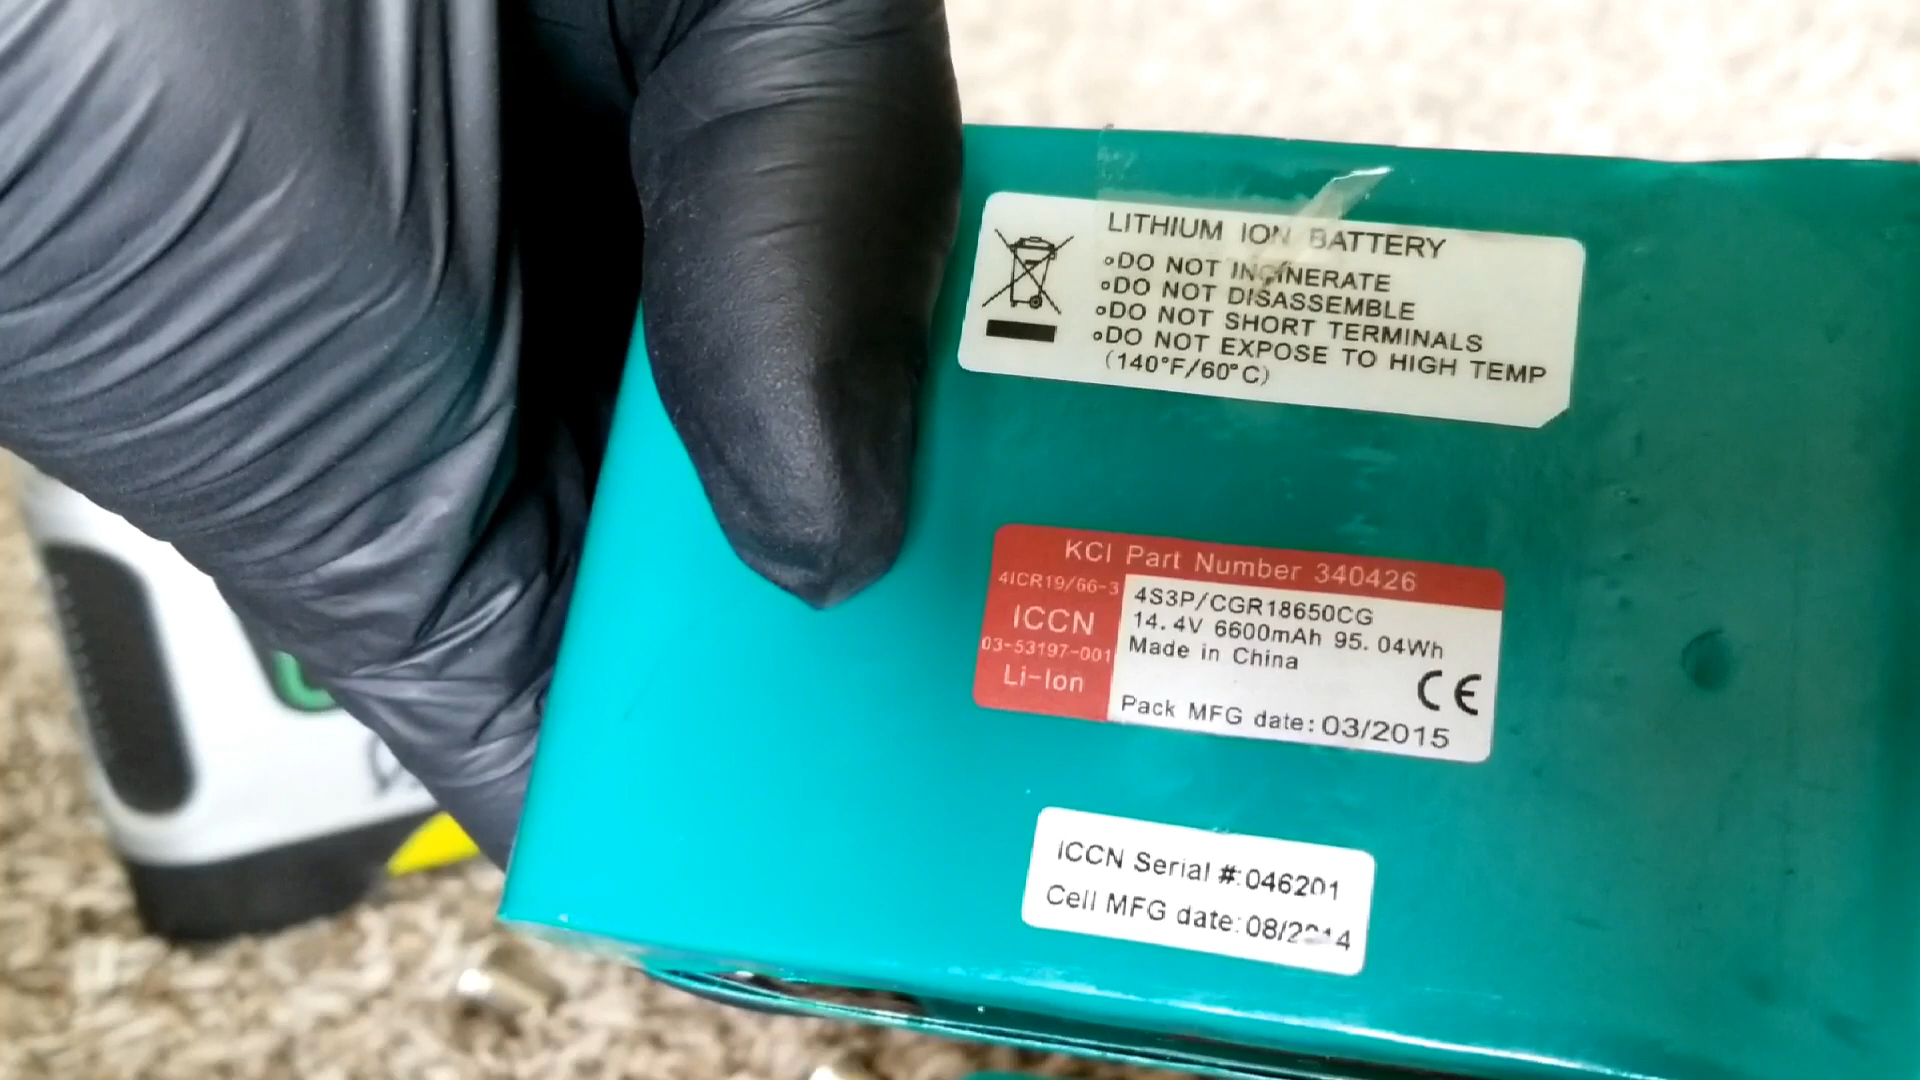 LITHIUM ION BATTERY
∘DO NOT INCINERATE
∘DO NOT DISASSEMBLE
∘DO NOT SHORT TERMINALS
∘DO NOT EXPOSE TO HIGH TEMP
(140°F/60°C)
KCI Part Number 340426
4ICR19/66-3
ICCN
03-53197-001
Li-Ion
4S3P/CGR18650CG
14.4V 6600mAh 95.04Wh
Made in China
CE
Pack MFG date: 03/2015
ICCN Serial #:046201
Cell MFG date: 08/2014